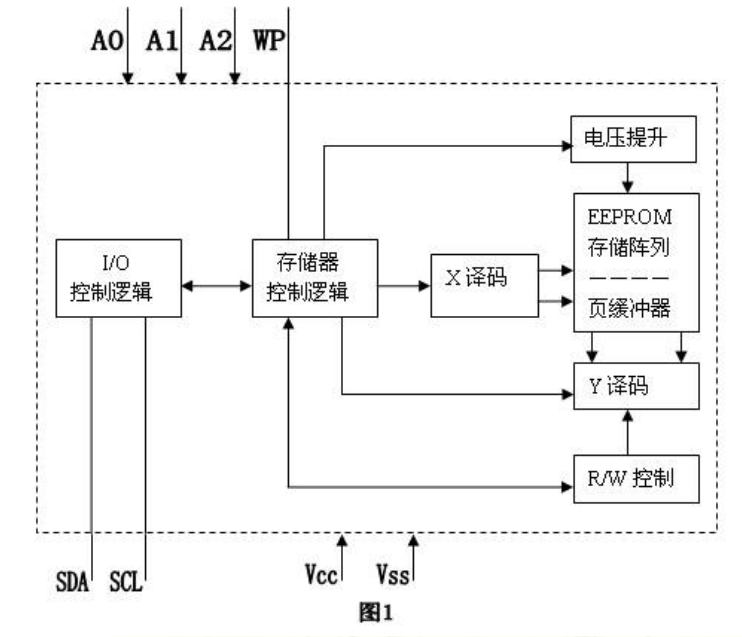 A0 A1 A2 WP
电压提升
EEPROM
存储阵列
页缓冲器
I/O
控制逻辑
存储器
控制逻辑
X 译码
Y 译码
R/W 控制
SDA SCL
Vcc Vss
图1